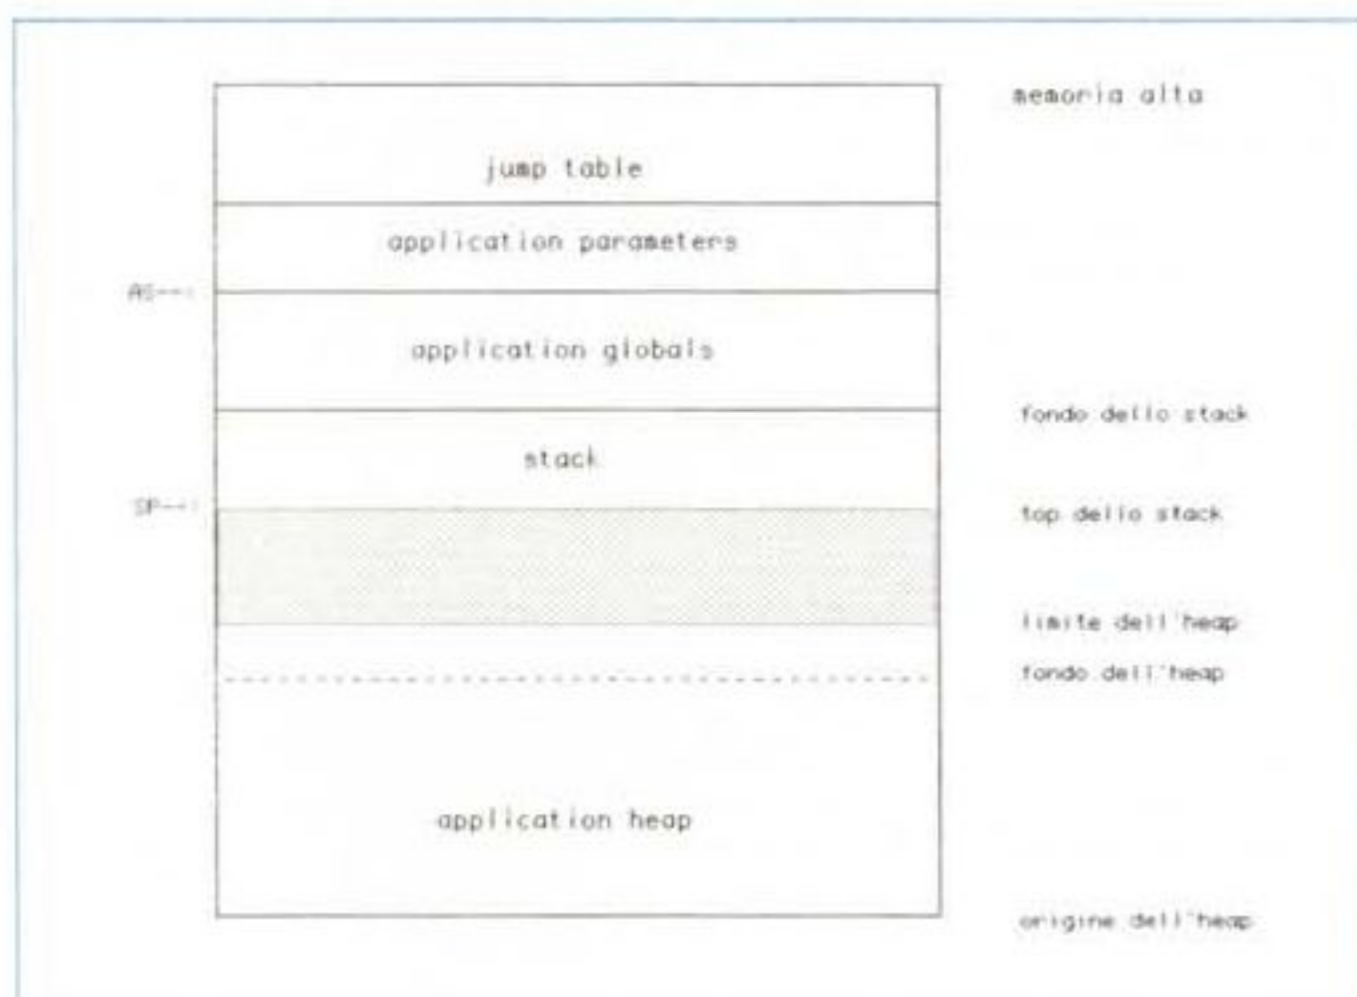 memoria alta
jump table
application parameters
A5--:
application globals
fondo dello stack
stack
SP--:
top dello stack
limite dell'heap
fondo dell'heap
application heap
origine dell'heap